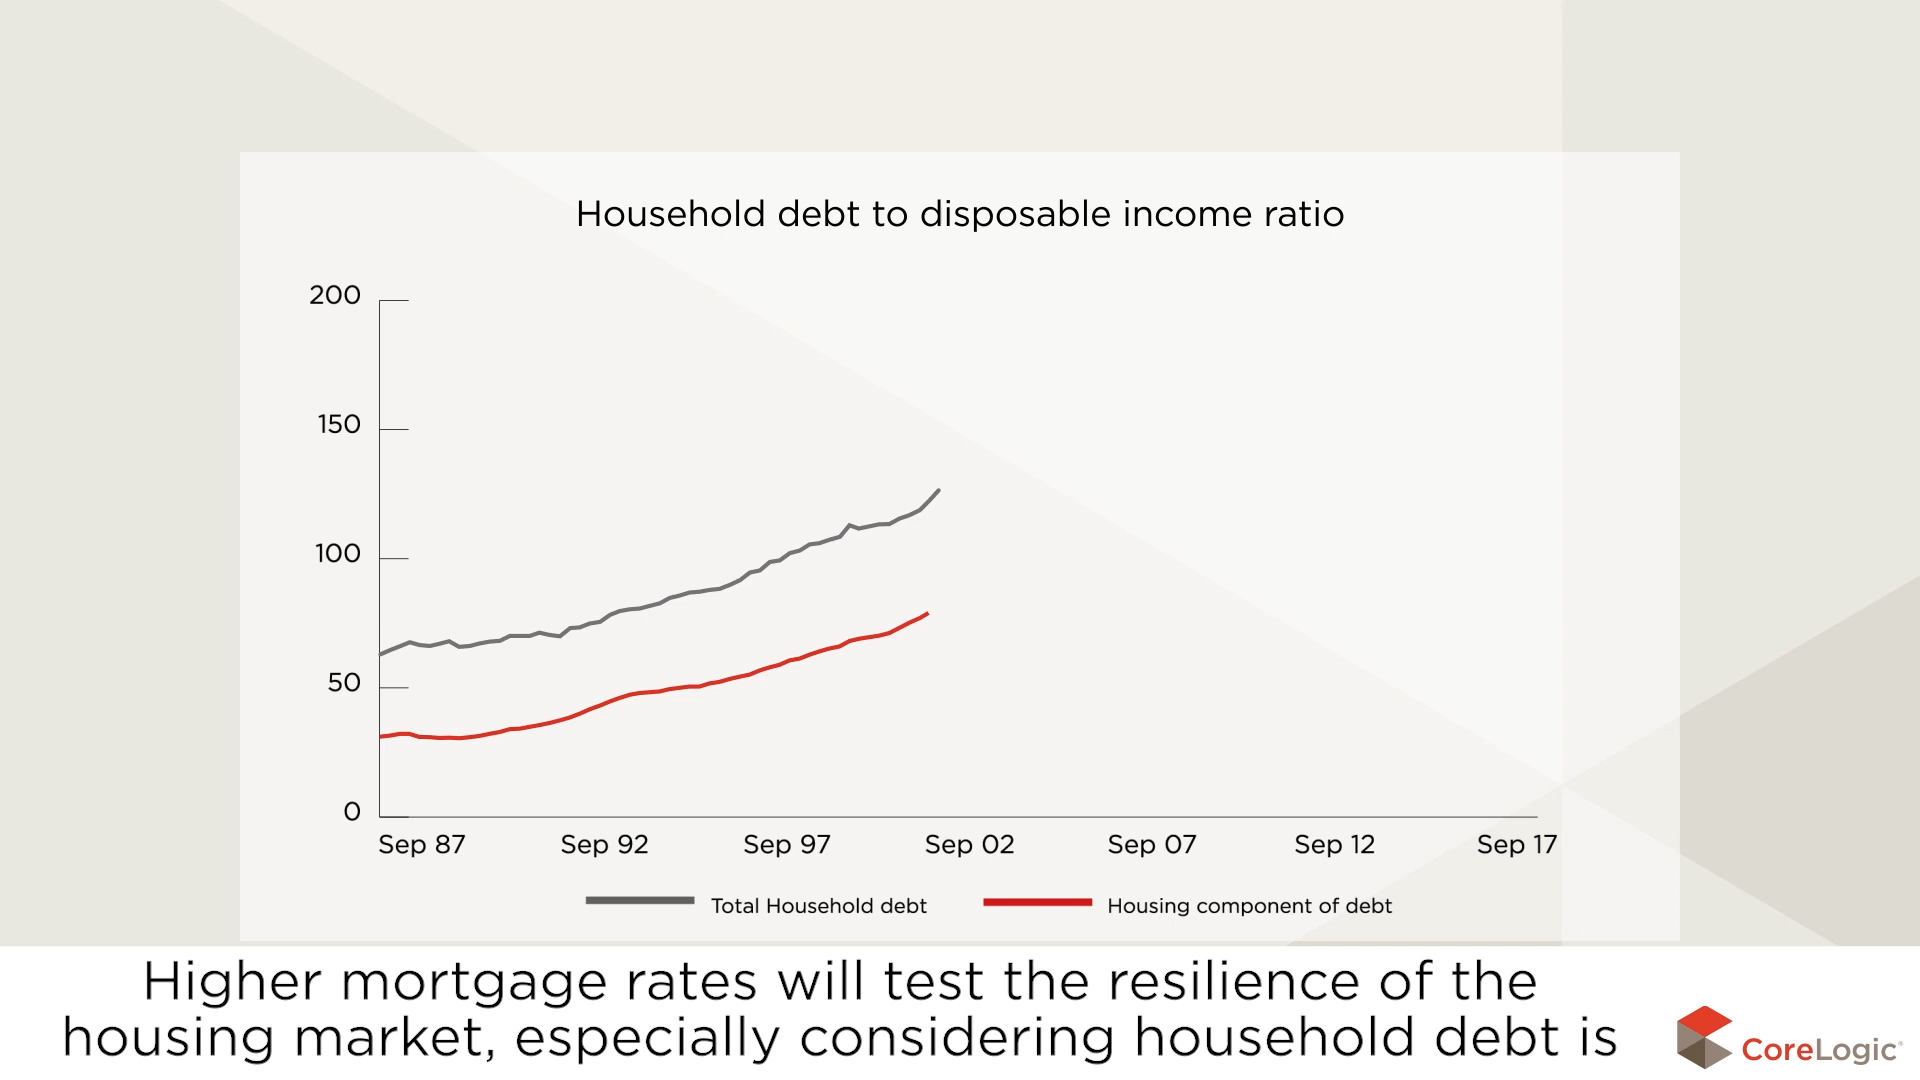 Household debt to disposable income ratio
200
150
100
50
0
Sep 87 Sep 92 Sep 97 Sep 02 Sep 07 Sep 12 Sep 17
Total Household debt Housing component of debt
Higher mortgage rates will test the resilience of the
housing market, especially considering household debt is
CoreLogic®